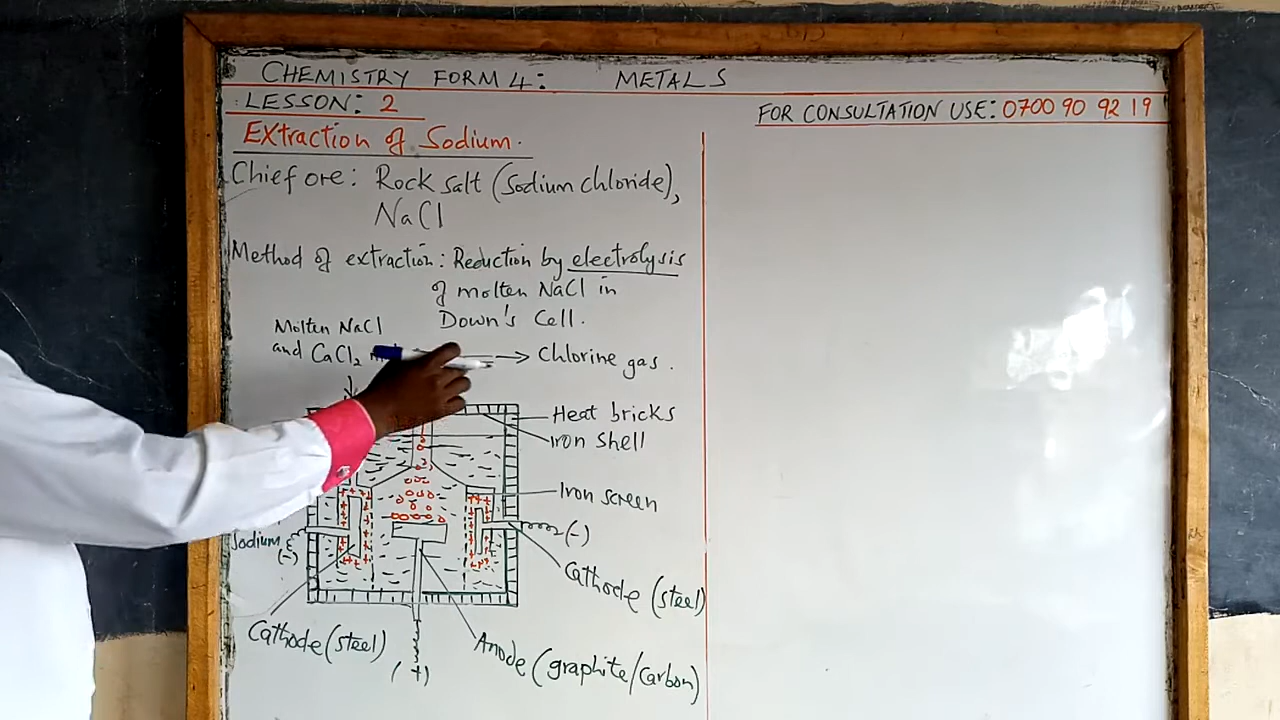 CHEMISTRY FORM 4: METALS
LESSON: 2
FOR CONSULTATION USE: 0700 90 92 19
Extraction of Sodium.
Chief ore: Rock salt (Sodium chloride),
NaCl
Method of extraction: Reduction by electrolysis
of molten NaCl in
Down's Cell.
Molten NaCl
and CaCl₂
Chlorine gas.
Heat bricks
Iron Shell
Iron screen
Sodium
(-)
(-)
Cathode (steel)
Cathode (steel)
Anode (graphite/carbon)
(+)